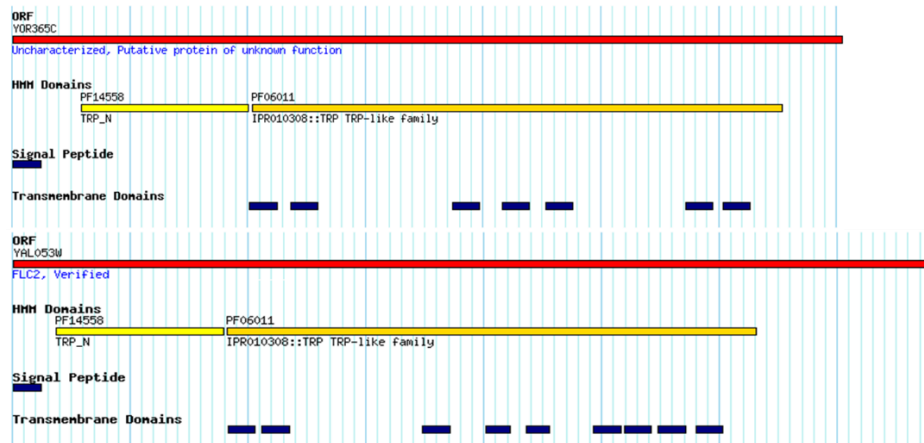 ORF
YOR365C
Uncharacterized, Putative protein of unknown function
HMM Domains
PF14558 PF06011
TRP_N IPR010308::TRP TRP-like family
Signal Peptide
Transmembrane Domains
ORF
YAL053W
FLC2, Verified
HMM Domains
PF14558 PF06011
TRP_N IPR010308::TRP TRP-like family
Signal Peptide
Transmembrane Domains